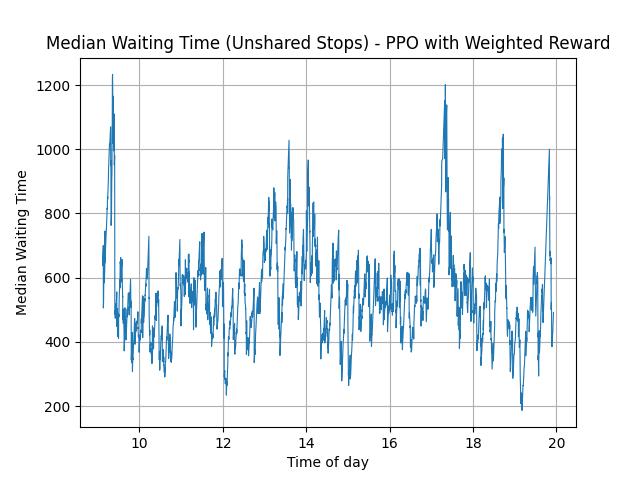 Median Waiting Time (Unshared Stops) - PPO with Weighted Reward
1200
1000
800
600
400
200
Median Waiting Time
10 12 14 16 18 20
Time of day